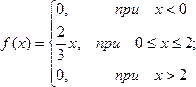 f(x) = { 0, при x < 0
2/3 x, при 0 ≤ x ≤ 2;
0, при x > 2